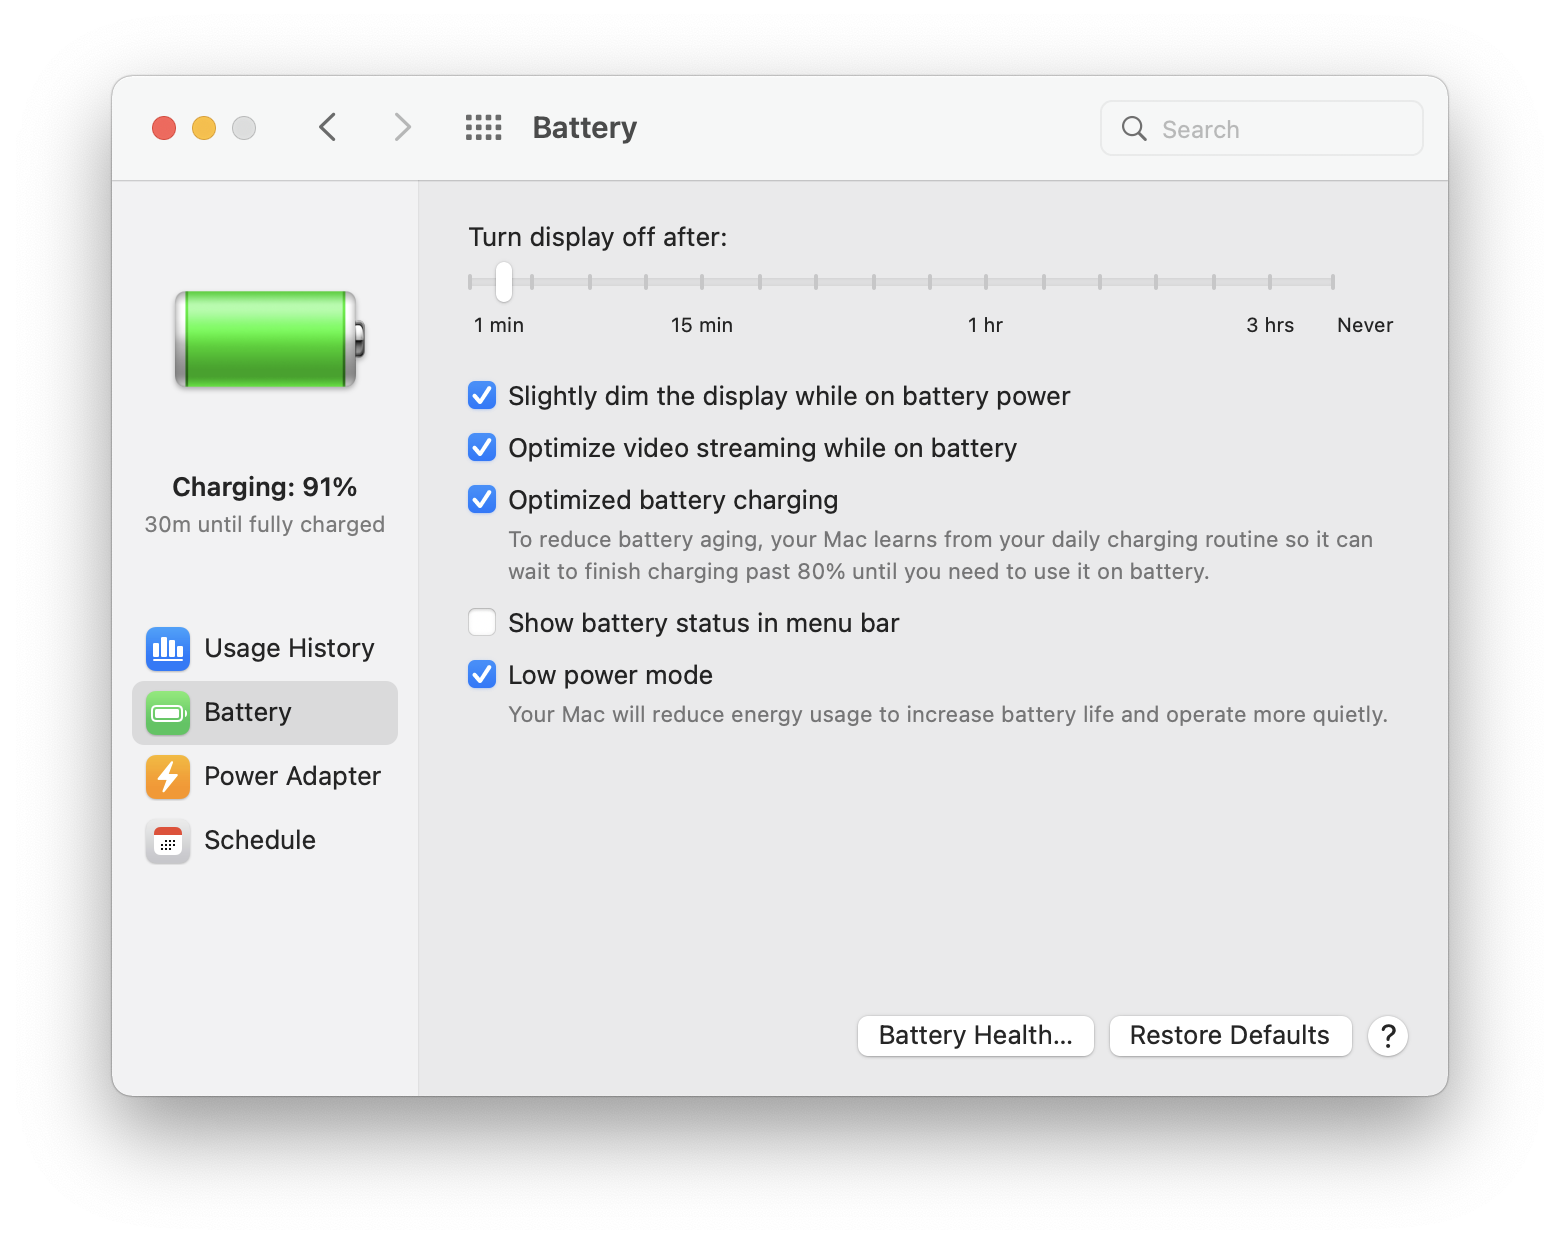 Battery
Search
Turn display off after:
1 min 15 min 1 hr 3 hrs Never
Charging: 91%
30m until fully charged
Usage History
Battery
Power Adapter
Schedule
Slightly dim the display while on battery power
Optimize video streaming while on battery
Optimized battery charging
To reduce battery aging, your Mac learns from your daily charging routine so it can
wait to finish charging past 80% until you need to use it on battery.
Show battery status in menu bar
Low power mode
Your Mac will reduce energy usage to increase battery life and operate more quietly.
Battery Health... Restore Defaults ?